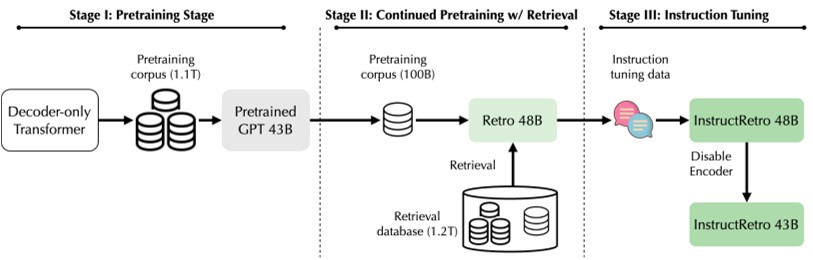 Stage I: Pretraining Stage
Stage II: Continued Pretraining w/ Retrieval
Stage III: Instruction Tuning
Decoder-only
Transformer
Pretraining
corpus (1.1T)
Pretrained
GPT 43B
Pretraining
corpus (100B)
Retro 48B
Retrieval
Retrieval
database (1.2T)
Instruction
tuning data
InstructRetro 48B
Disable
Encoder
InstructRetro 43B